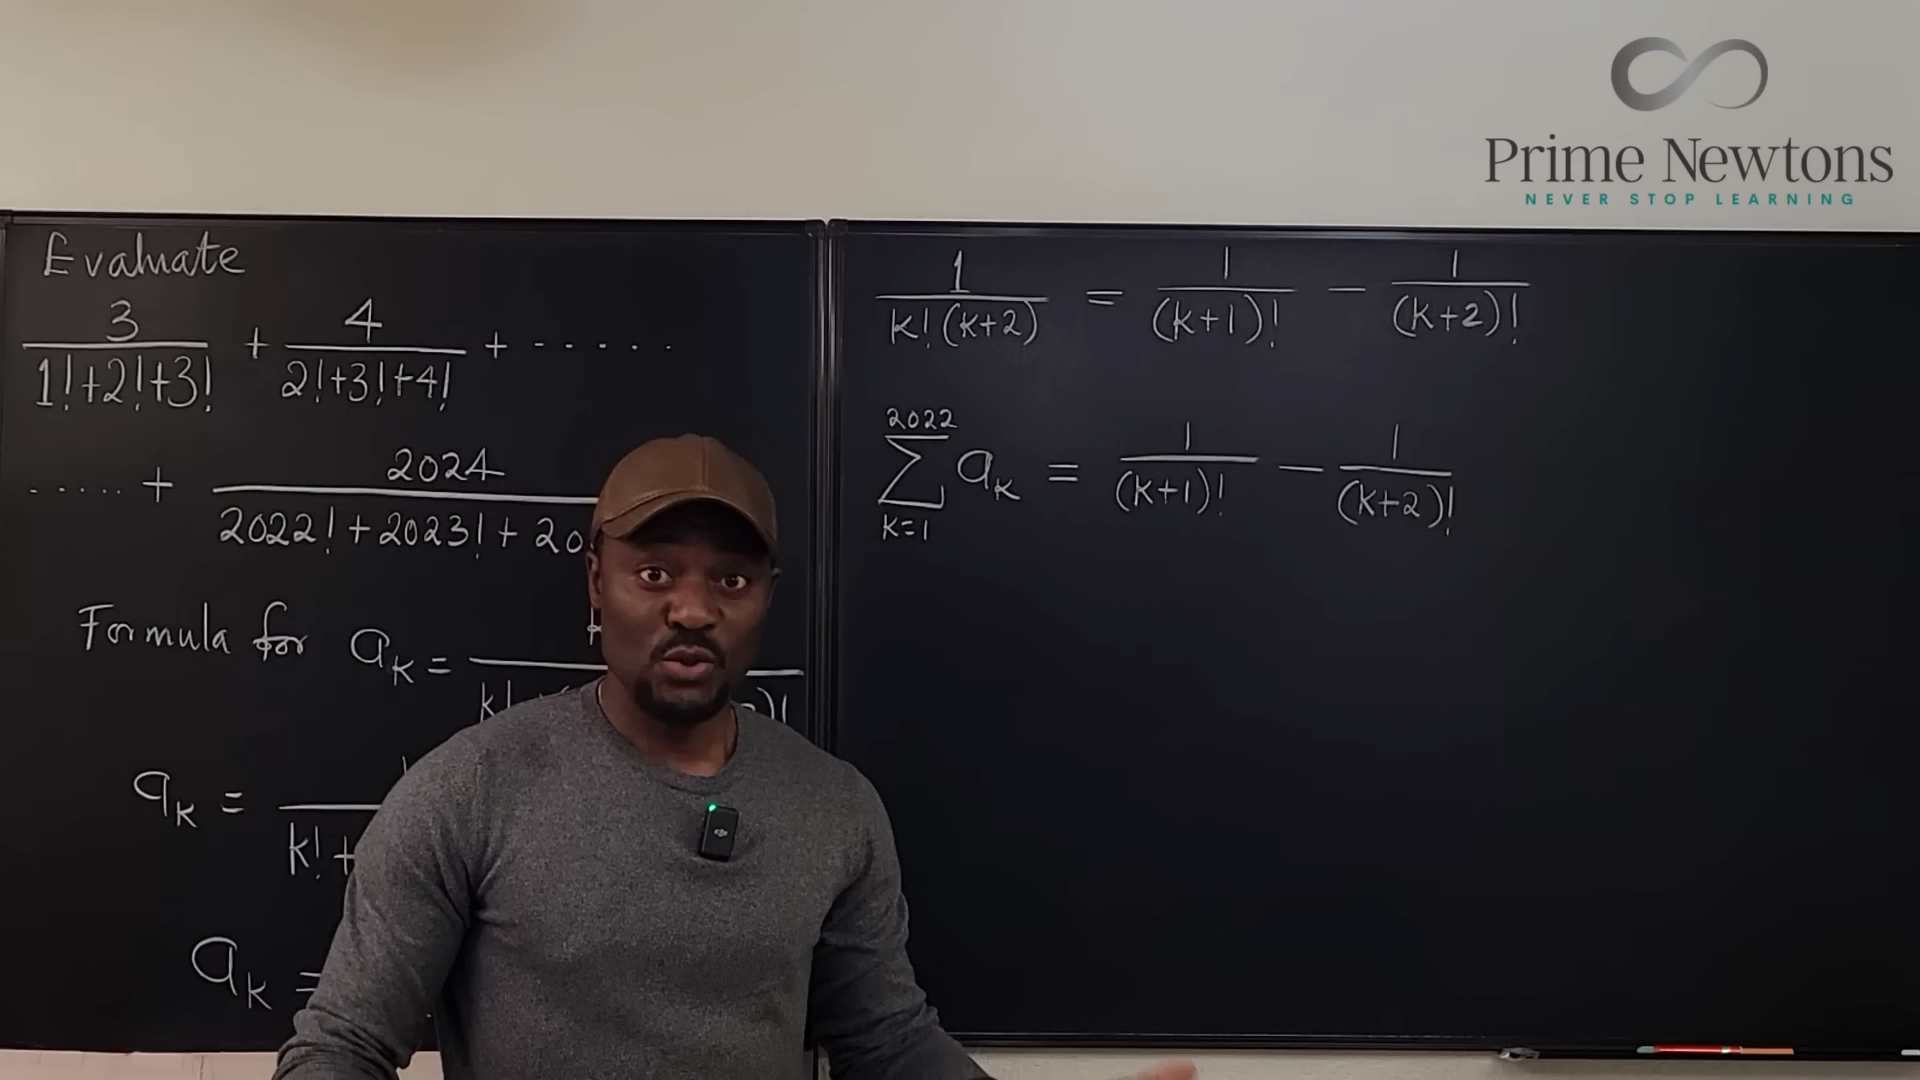 Prime Newtons
NEVER STOP LEARNING
Evaluate
3/(1!+2!+3!) + 4/(2!+3!+4!) + .....
..... + 2024/(2022! + 2023! + 20
Formula for a_k =
k!
)!
a_k =
k! +
a_k =
1/(k!(k+2)) = 1/(k+1)! − 1/(k+2)!
2022
∑ a_k = 1/(k+1)! − 1/(k+2)!
k=1